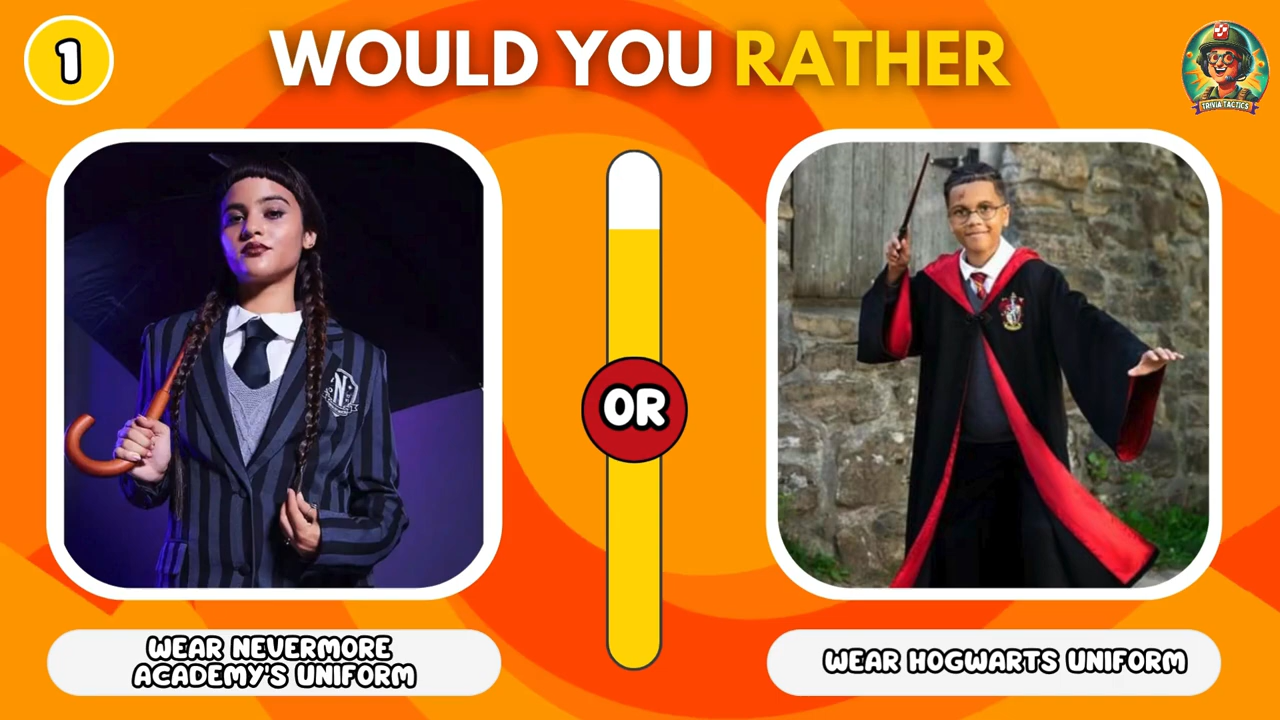 1
WOULD YOU RATHER
TRIVIA TACTICS
N
OR
WEAR NEVERMORE
ACADEMY'S UNIFORM
WEAR HOGWARTS UNIFORM